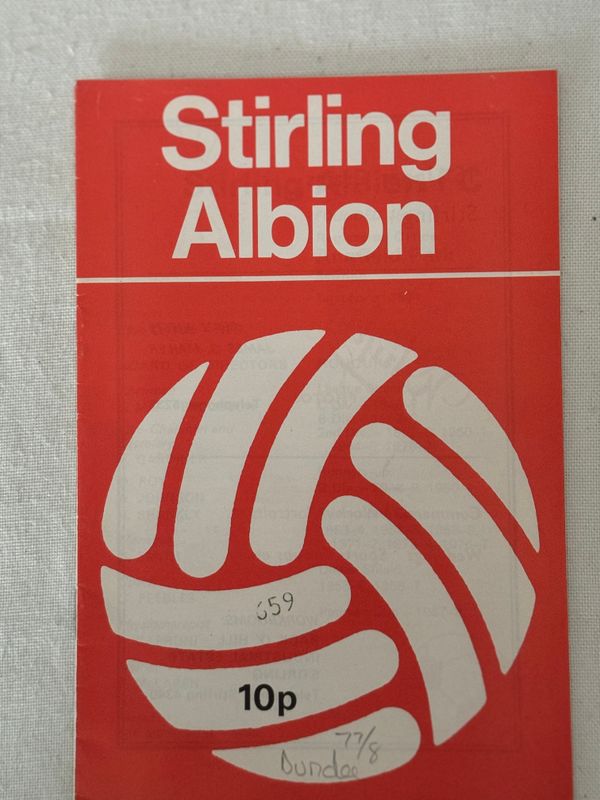 Stirling
Albion
659
10p
77/8
Dundee